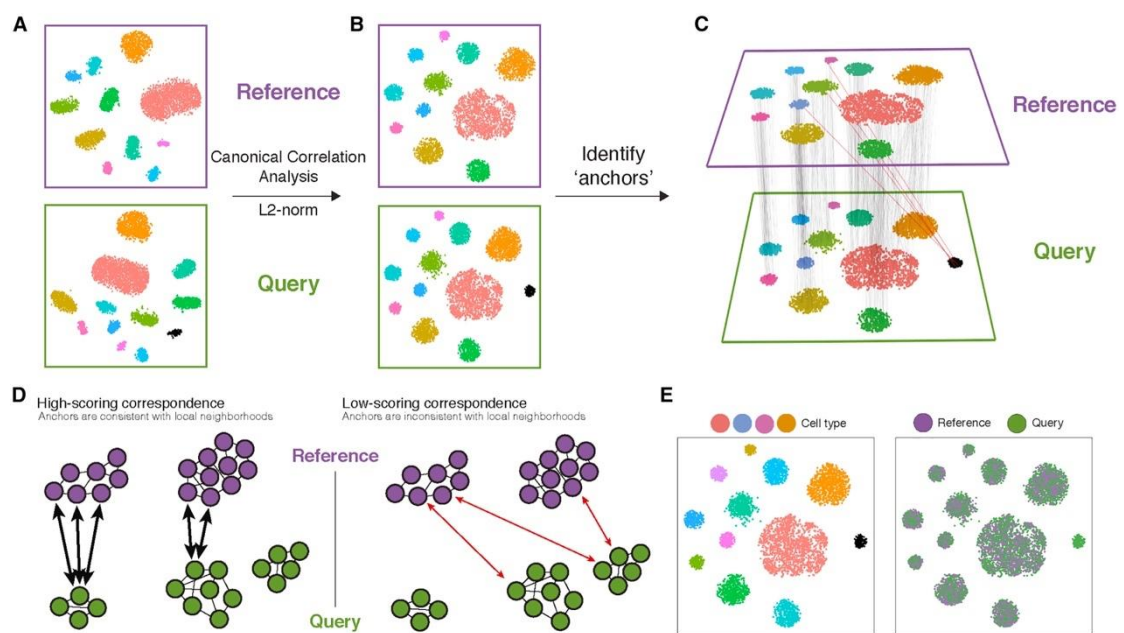 A
B
C
Reference
Canonical Correlation
Analysis
L2-norm
Query
Identify
'anchors'
Reference
Query
D
High-scoring correspondence
Anchors are consistent with local neighborhoods
Low-scoring correspondence
Anchors are inconsistent with local neighborhoods
Reference
Query
E
Cell type
Reference
Query